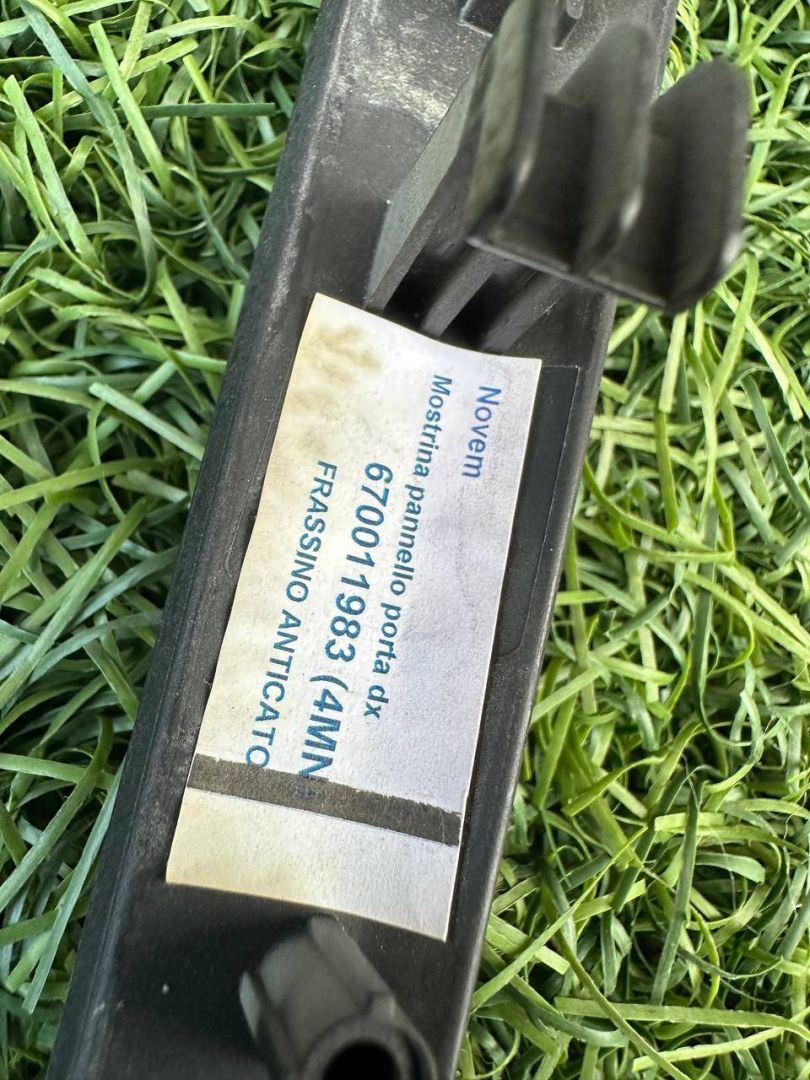 Novem
Mostrina pannello porta dx
670011983 (4MN
FRASSINO ANTICATO